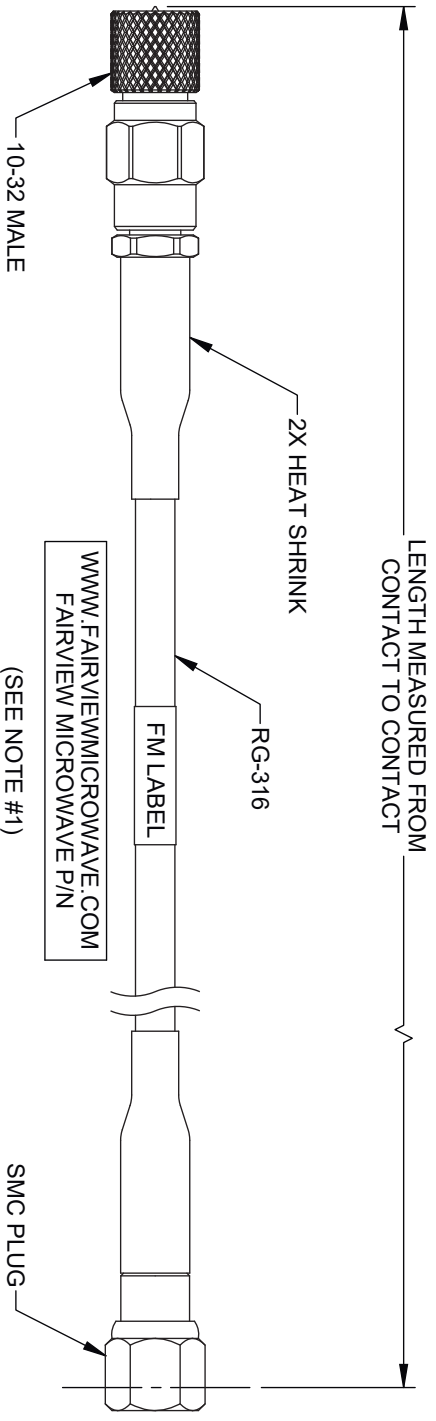 LENGTH MEASURED FROM
CONTACT TO CONTACT
10-32 MALE
2X HEAT SHRINK
RG-316
FM LABEL
WWW.FAIRVIEWMICROWAVE.COM
FAIRVIEW MICROWAVE P/N
(SEE NOTE #1)
SMC PLUG